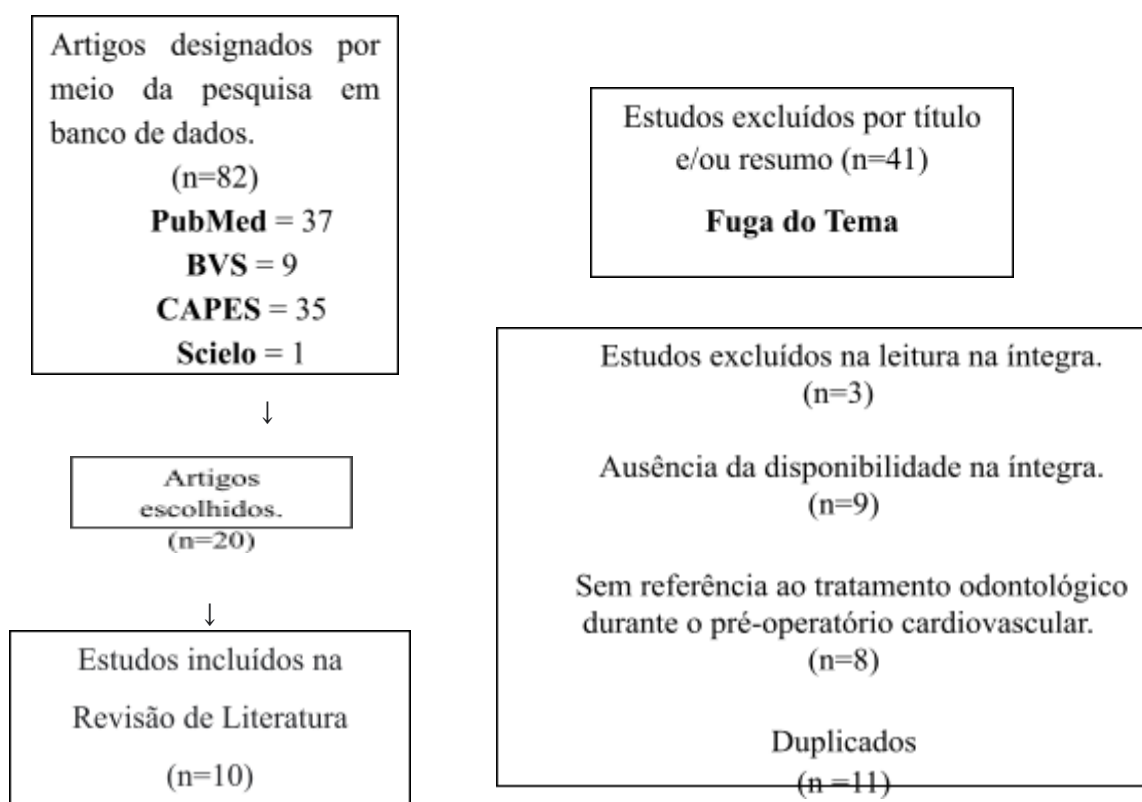 Artigos designados por
meio da pesquisa em
banco de dados.
(n=82)
PubMed = 37
BVS = 9
CAPES = 35
Scielo = 1
↓
Artigos
escolhidos.
(n=20)
↓
Estudos incluídos na
Revisão de Literatura
(n=10)
Estudos excluídos por título
e/ou resumo (n=41)
Fuga do Tema
Estudos excluídos na leitura na íntegra.
(n=3)
Ausência da disponibilidade na íntegra.
(n=9)
Sem referência ao tratamento odontológico
durante o pré-operatório cardiovascular.
(n=8)
Duplicados
(n =11)